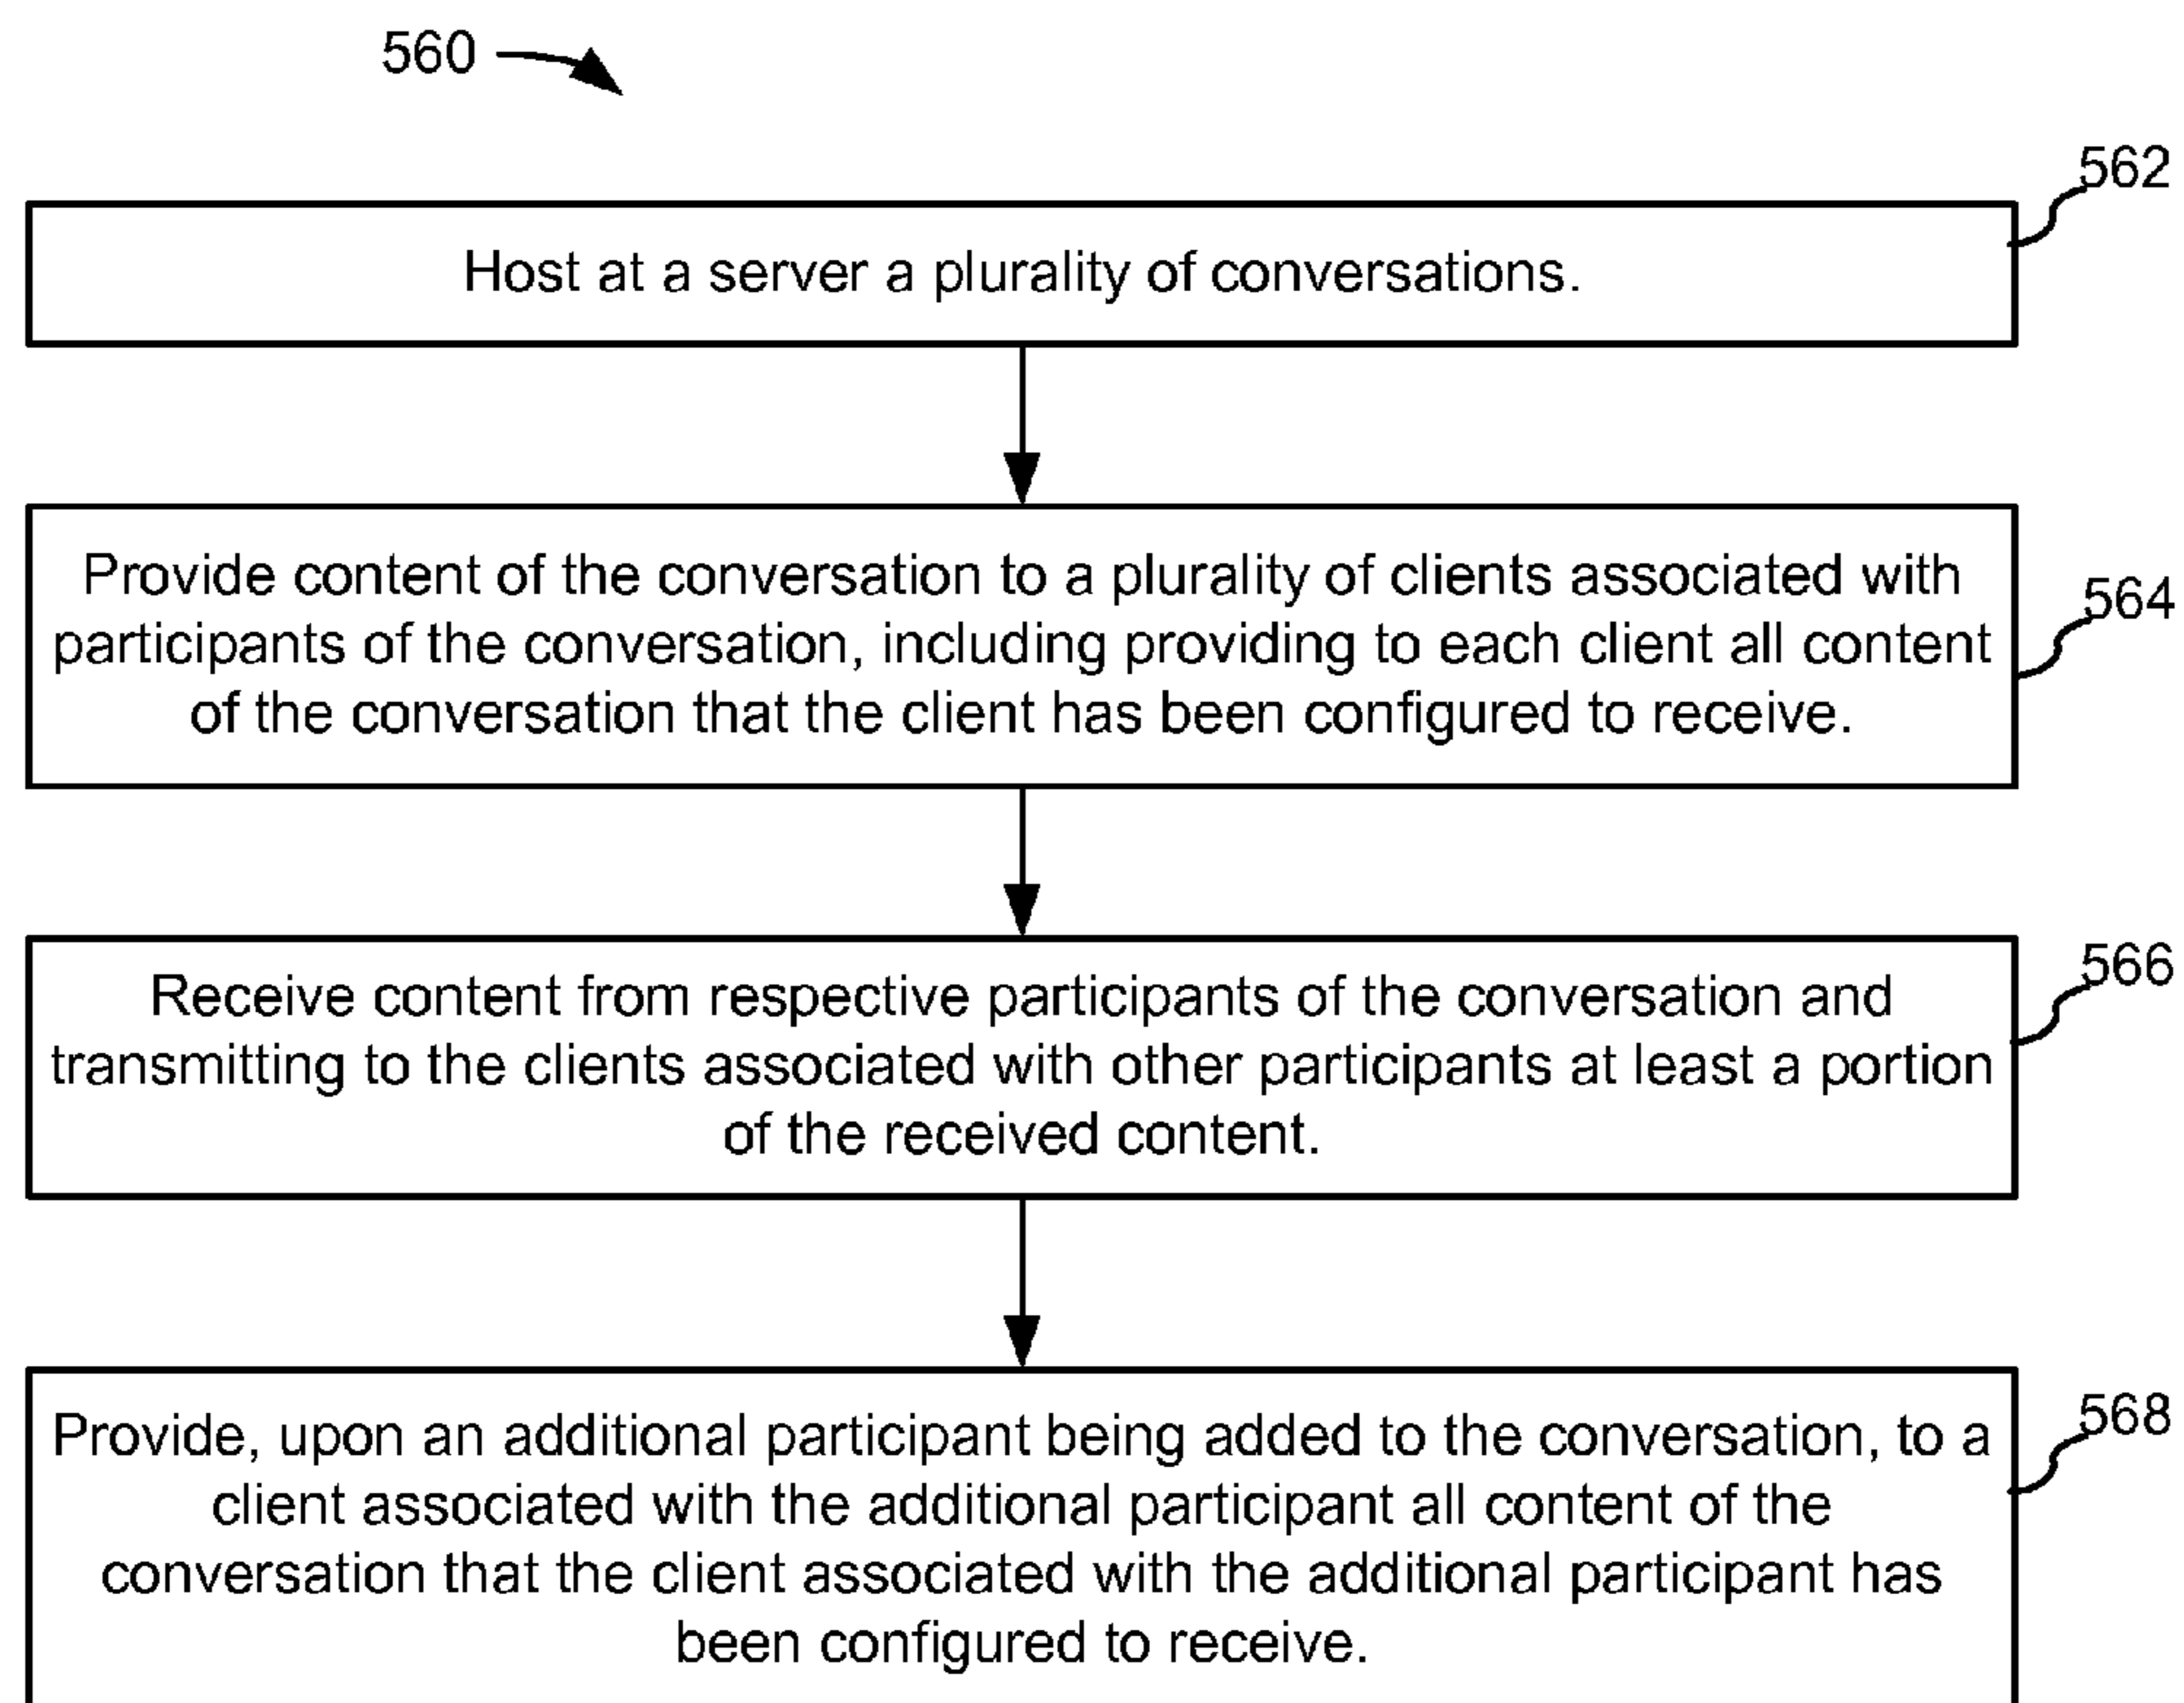 560
562
Host at a server a plurality of conversations.
Provide content of the conversation to a plurality of clients associated with
564
participants of the conversation, including providing to each client all content
of the conversation that the client has been configured to receive.
566
Receive content from respective participants of the conversation and
transmitting to the clients associated with other participants at least a portion
of the received content.
568
Provide, upon an additional participant being added to the conversation, to a
client associated with the additional participant all content of the
conversation that the client associated with the additional participant has
been configured to receive.